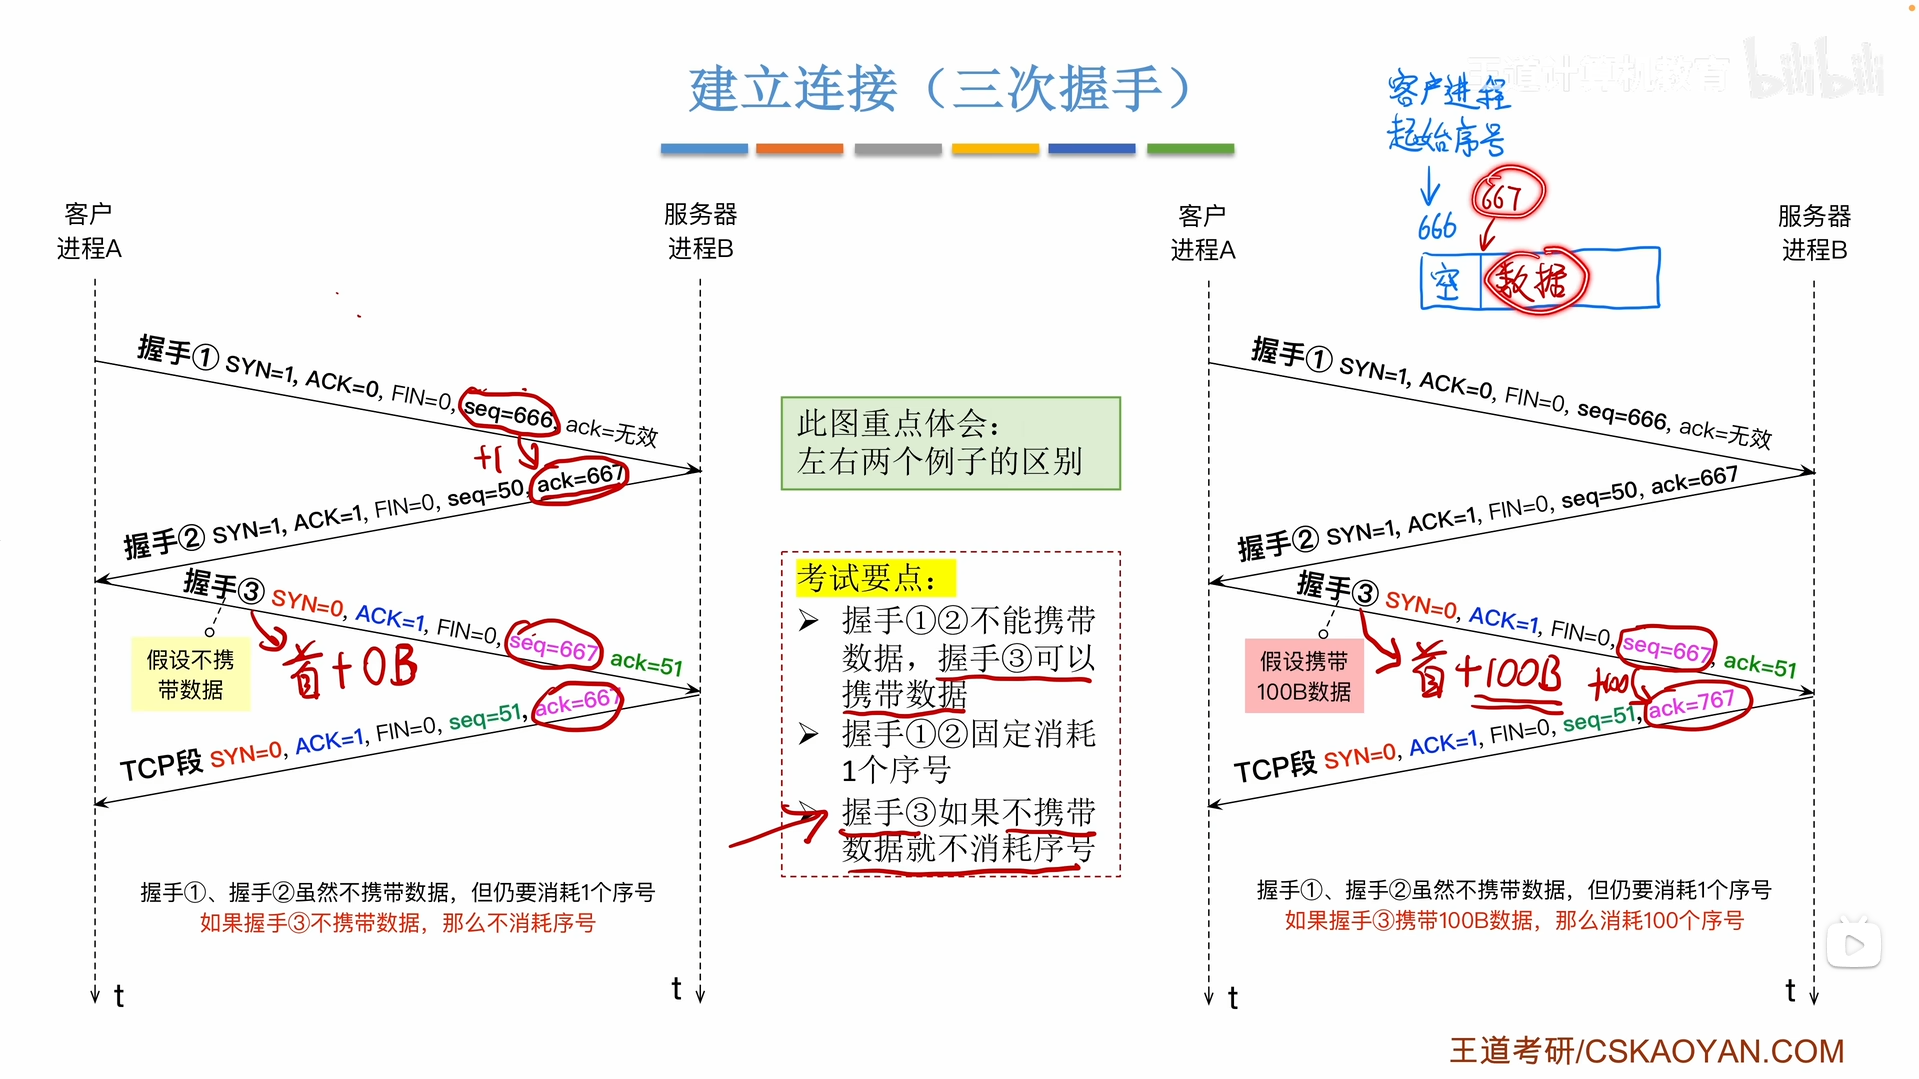 建立连接（三次握手）
王道计算机教育 bilibili
客户进程
起始序号
667
666
空 数据
客户
进程A
服务器
进程B
握手① SYN=1, ACK=0, FIN=0, seq=666, ack=无效
+1
握手② SYN=1, ACK=1, FIN=0, seq=50, ack=667
握手③ SYN=0, ACK=1, FIN=0, seq=667 ack=51
假设不携
带数据
首+0B
TCP段 SYN=0, ACK=1, FIN=0, seq=51, ack=667
握手①、握手②虽然不携带数据，但仍要消耗1个序号
如果握手③不携带数据，那么不消耗序号
t
t
此图重点体会：
左右两个例子的区别
考试要点：
➢ 握手①②不能携带
数据，握手③可以
携带数据
➢ 握手①②固定消耗
1个序号
➢ 握手③如果不携带
数据就不消耗序号
客户
进程A
服务器
进程B
握手① SYN=1, ACK=0, FIN=0, seq=666, ack=无效
握手② SYN=1, ACK=1, FIN=0, seq=50, ack=667
握手③ SYN=0, ACK=1, FIN=0, seq=667, ack=51
假设携带
100B数据
首+100B
+100
TCP段 SYN=0, ACK=1, FIN=0, seq=51, ack=767
握手①、握手②虽然不携带数据，但仍要消耗1个序号
如果握手③携带100B数据，那么消耗100个序号
t
t
王道考研/CSKAOYAN.COM